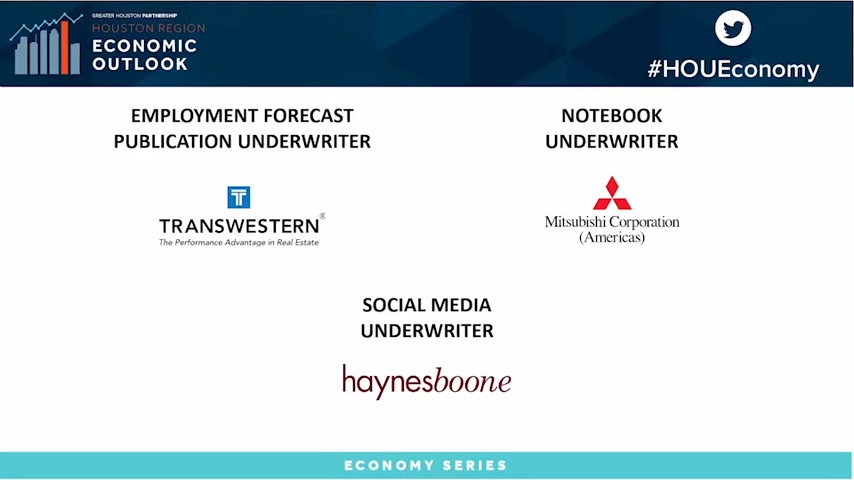 GREATER HOUSTON PARTNERSHIP
HOUSTON REGION
ECONOMIC
OUTLOOK
#HOUEconomy
EMPLOYMENT FORECAST
PUBLICATION UNDERWRITER
TRANSWESTERN®
The Performance Advantage in Real Estate
NOTEBOOK
UNDERWRITER
Mitsubishi Corporation
(Americas)
SOCIAL MEDIA
UNDERWRITER
haynesboone
ECONOMY SERIES